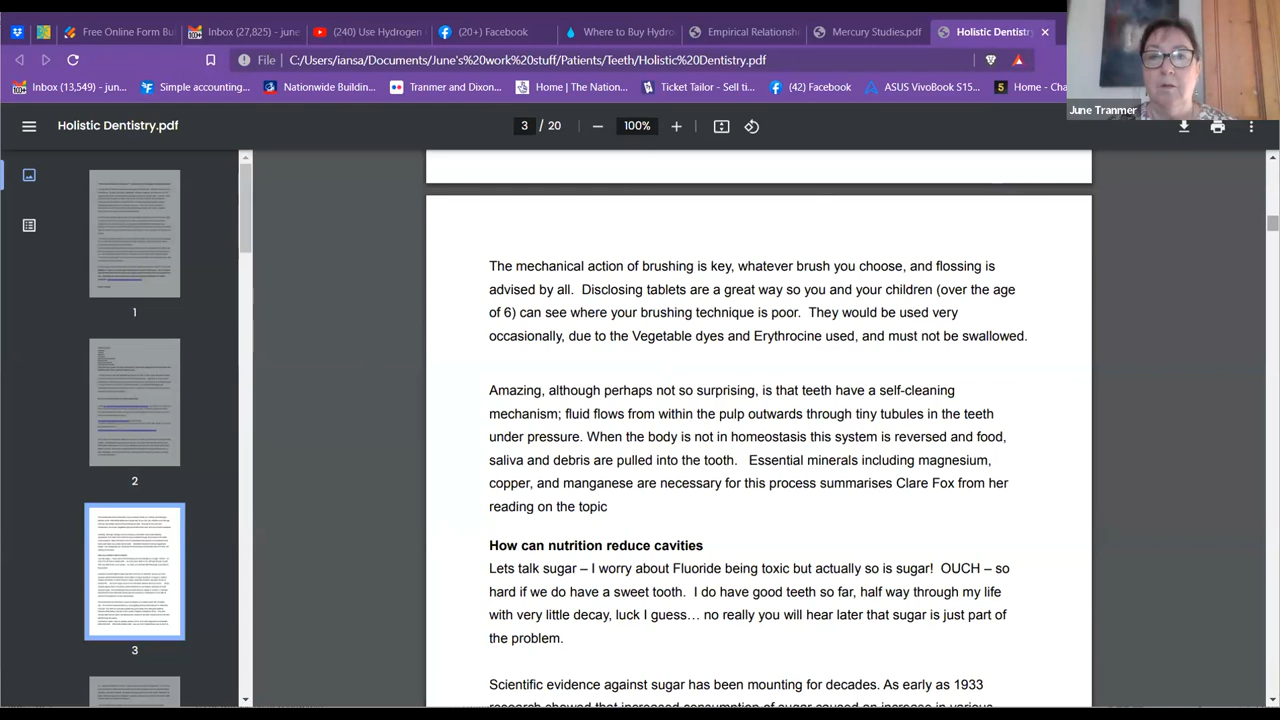 Free Online Form Bu
Inbox (27,825) - june
(240) Use Hydrogen
(20+) Facebook
Where to Buy Hydro
Empirical Relationsh
Mercury Studies.pdf
Holistic Dentistry.p
File
C:/Users/iansa/Documents/June's%20work%20stuff/Patients/Teeth/Holistic%20Dentistry.pdf
Inbox (13,549) - jun...
Simple accounting...
Nationwide Buildin...
Tranmer and Dixon...
Home | The Nation...
Ticket Tailor - Sell ti...
(42) Facebook
ASUS VivoBook S15...
Home - Cha
June Tranmer
Holistic Dentistry.pdf
3 / 20
100%
1
2
3
The mechanical action of brushing is key, whatever brush you choose, and flossing is
advised by all. Disclosing tablets are a great way so you and your children (over the age
of 6) can see where your brushing technique is poor. They would be used very
occasionally, due to the Vegetable dyes and Erythrocine used, and must not be swallowed.
Amazing, although perhaps not so surprising, is that teeth have a self-cleaning
mechanism; fluid flows from within the pulp outwards through tiny tubules in the teeth
under pressure. When the body is not in homeostasis this system is reversed and food,
saliva and debris are pulled into the tooth. Essential minerals including magnesium,
copper, and manganese are necessary for this process summarises Clare Fox from her
reading on the topic
How can nutrition reduce cavities
Lets talk sugar – I worry about Fluoride being toxic but actually so is sugar! OUCH – so
hard if we do have a sweet tooth. I do have good teeth so far, half way through my life
with very little decay, luck I guess… no really you will hear later that sugar is just part of
the problem.
Scientific evidence against sugar has been mounting for decades. As early as 1933
research showed that increased consumption of sugar caused an increase in various